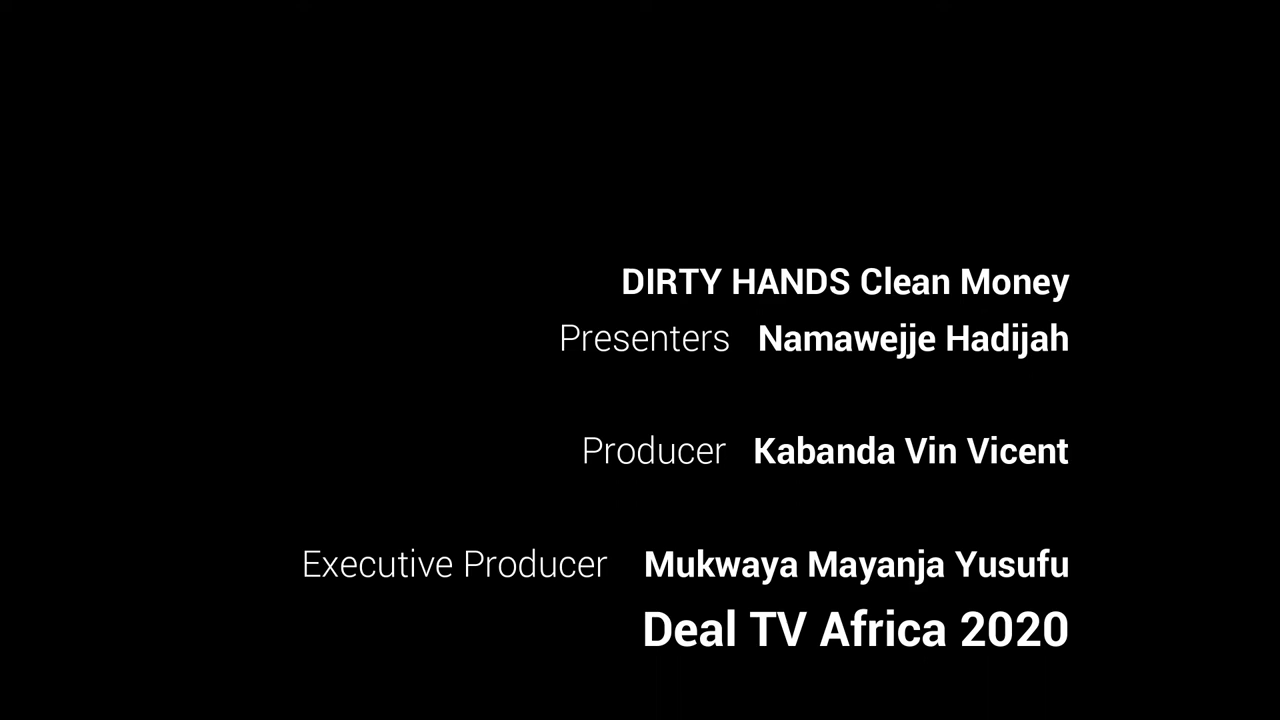 DIRTY HANDS Clean Money
Presenters Namawejje Hadijah
Producer Kabanda Vin Vicent
Executive Producer Mukwaya Mayanja Yusufu
Deal TV Africa 2020